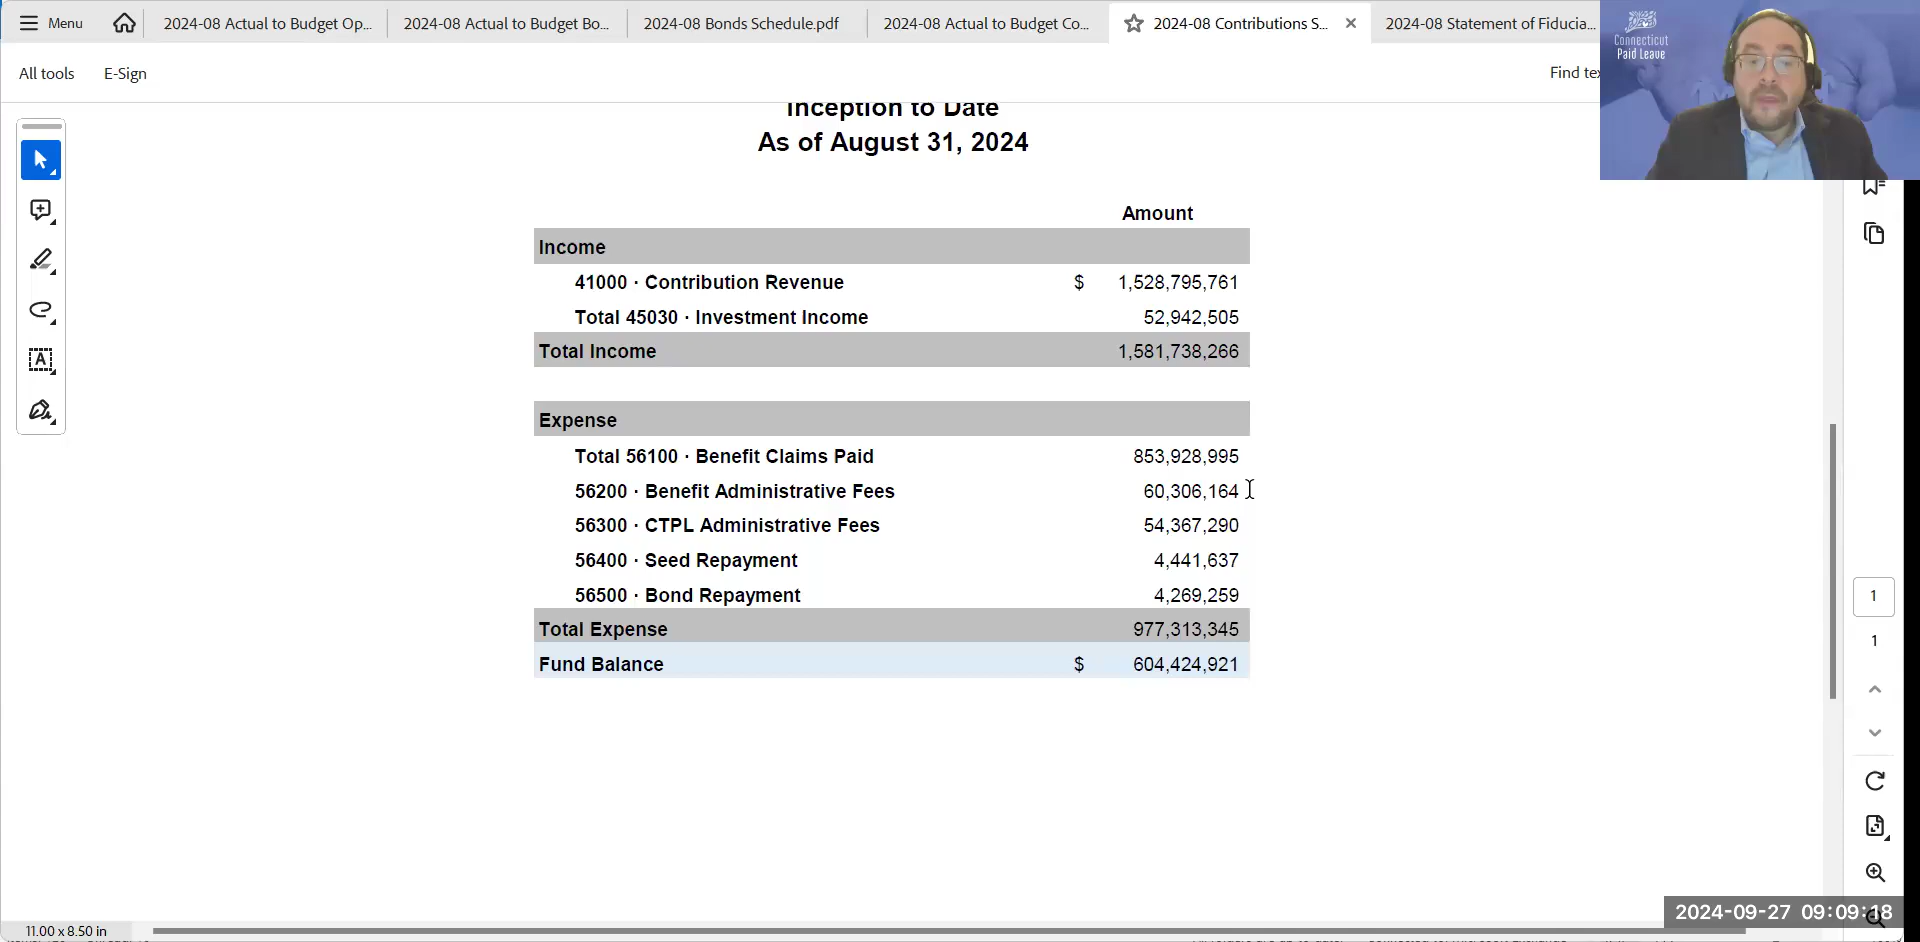 Menu
2024-08 Actual to Budget Op...
2024-08 Actual to Budget Bo...
2024-08 Bonds Schedule.pdf
2024-08 Actual to Budget Co...
2024-08 Contributions S...
2024-08 Statement of Fiducia...
Connecticut
Paid Leave
All tools
E-Sign
Find tex
Inception to Date
As of August 31, 2024
Amount
Income
41000 · Contribution Revenue $ 1,528,795,761
Total 45030 · Investment Income 52,942,505
Total Income 1,581,738,266
Expense
Total 56100 · Benefit Claims Paid 853,928,995
56200 · Benefit Administrative Fees 60,306,164
56300 · CTPL Administrative Fees 54,367,290
56400 · Seed Repayment 4,441,637
56500 · Bond Repayment 4,269,259
Total Expense 977,313,345
Fund Balance $ 604,424,921
1
1
2024-09-27 09:09:18
11.00 x 8.50 in